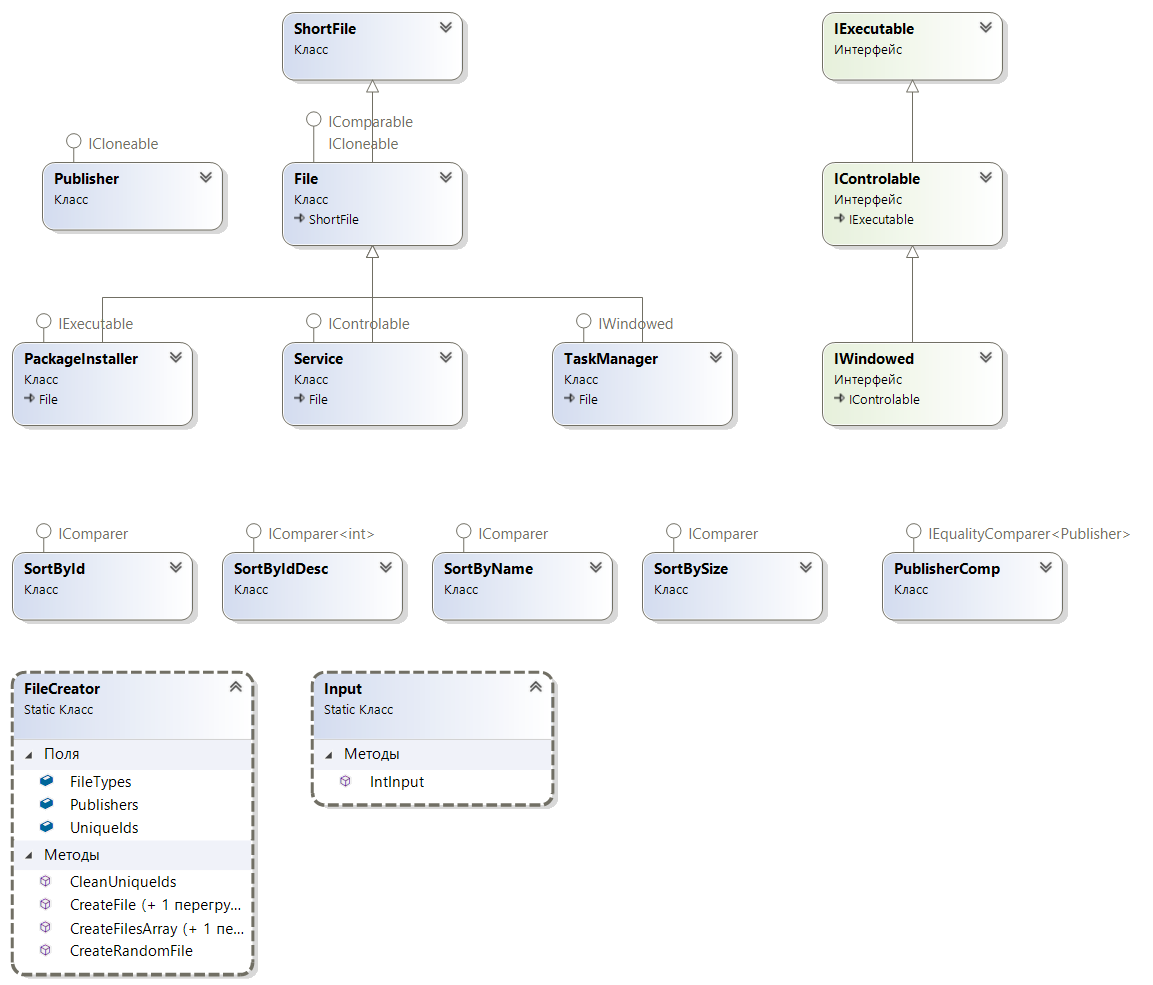 ShortFile
Класс
IExecutable
Интерфейс
IComparable
ICloneable
ICloneable
Publisher
Класс
File
Класс
ShortFile
IControlable
Интерфейс
IExecutable
IExecutable
IControlable
IWindowed
PackageInstaller
Класс
File
Service
Класс
File
TaskManager
Класс
File
IWindowed
Интерфейс
IControlable
IComparer
IComparer<int>
IComparer
IComparer
IEqualityComparer<Publisher>
SortById
Класс
SortByIdDesc
Класс
SortByName
Класс
SortBySize
Класс
PublisherComp
Класс
FileCreator
Static Класс
Поля
FileTypes
Publishers
UniqueIds
Методы
CleanUniqueIds
CreateFile (+ 1 перегру...
CreateFilesArray (+ 1 пе...
CreateRandomFile
Input
Static Класс
Методы
IntInput